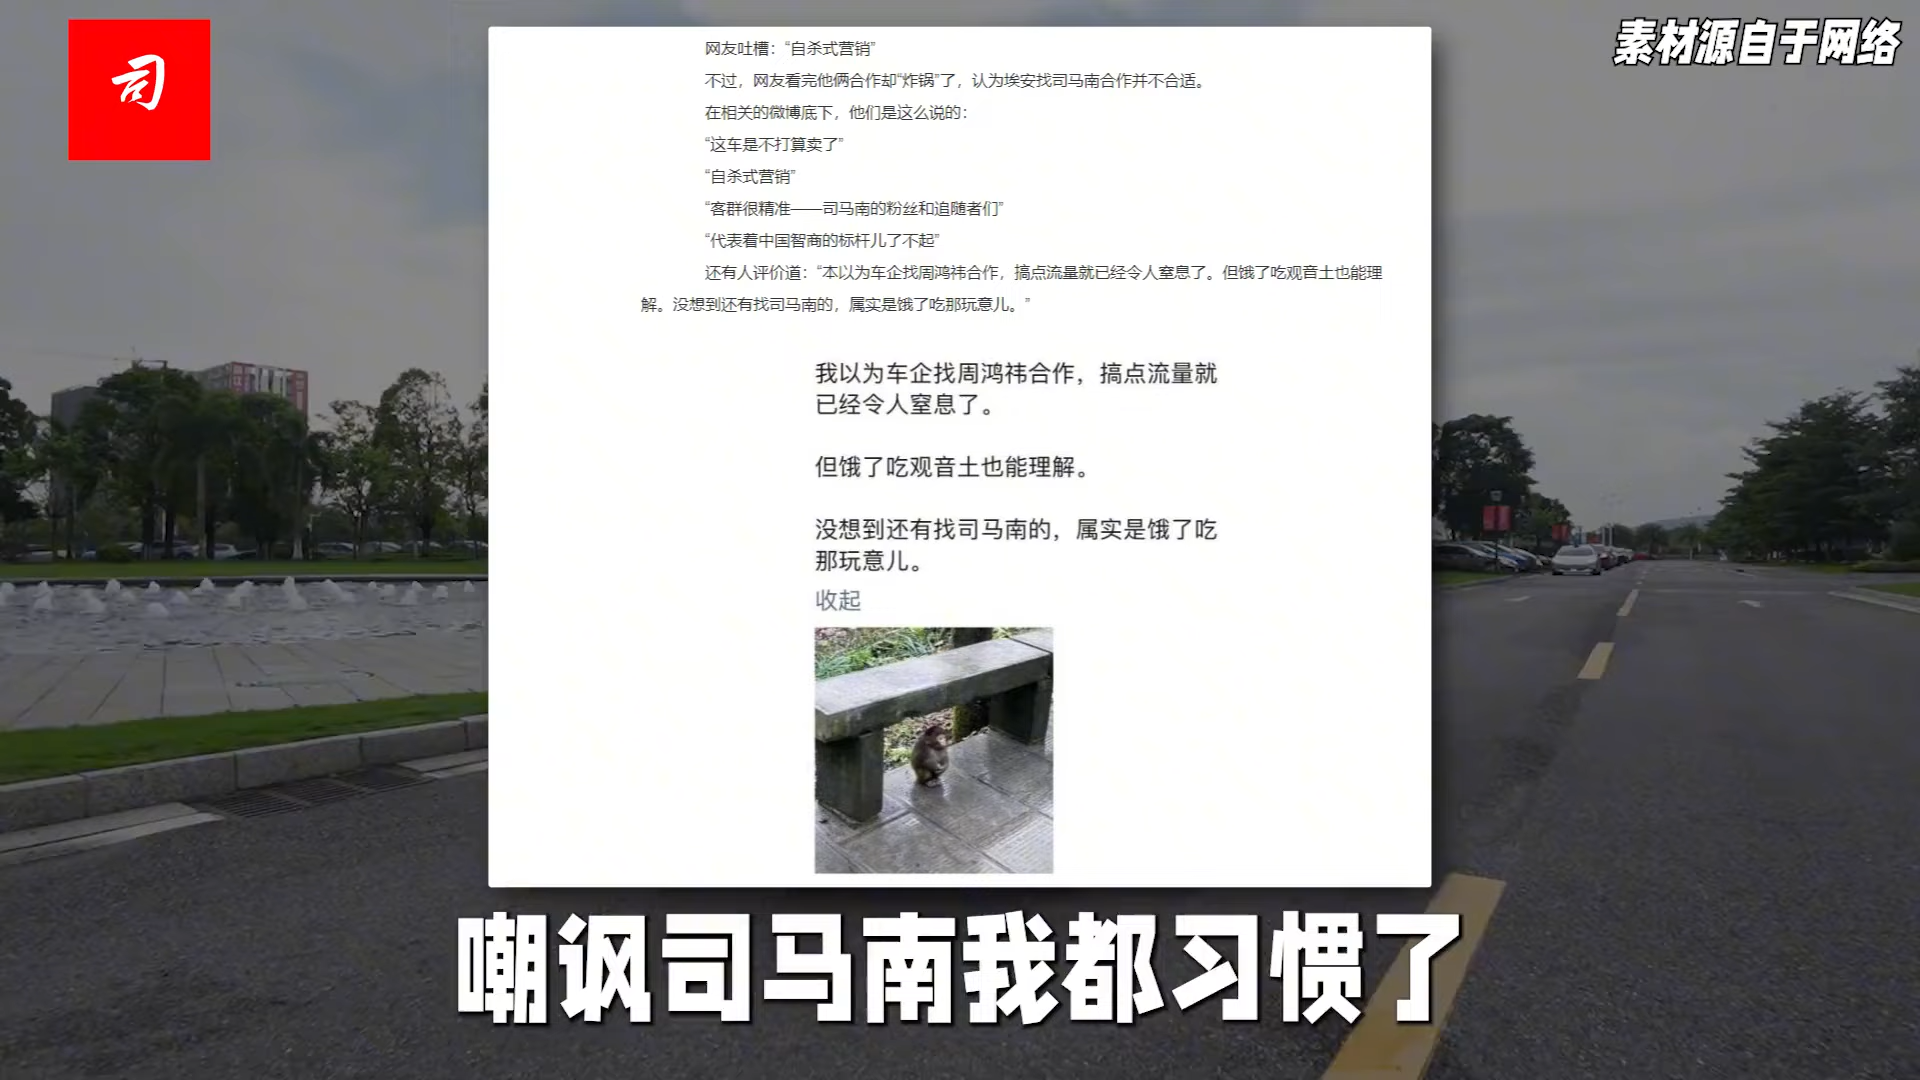 司
素材源自于网络
网友吐槽：“自杀式营销”
不过，网友看完他俩合作却“炸锅”了，认为埃安找司马南合作并不合适。
在相关的微博底下，他们是这么说的：
“这车是不打算卖了”
“自杀式营销”
“客群很精准——司马南的粉丝和追随者们”
“代表着中国智商的标杆儿了不起”
还有人评价道：“本以为车企找周鸿祎合作，搞点流量就已经令人窒息了。但饿了吃观音土也能理
解。没想到还有找司马南的，属实是饿了吃那玩意儿。”
我以为车企找周鸿祎合作，搞点流量就
已经令人窒息了。
但饿了吃观音土也能理解。
没想到还有找司马南的，属实是饿了吃
那玩意儿。
收起
嘲讽司马南我都习惯了